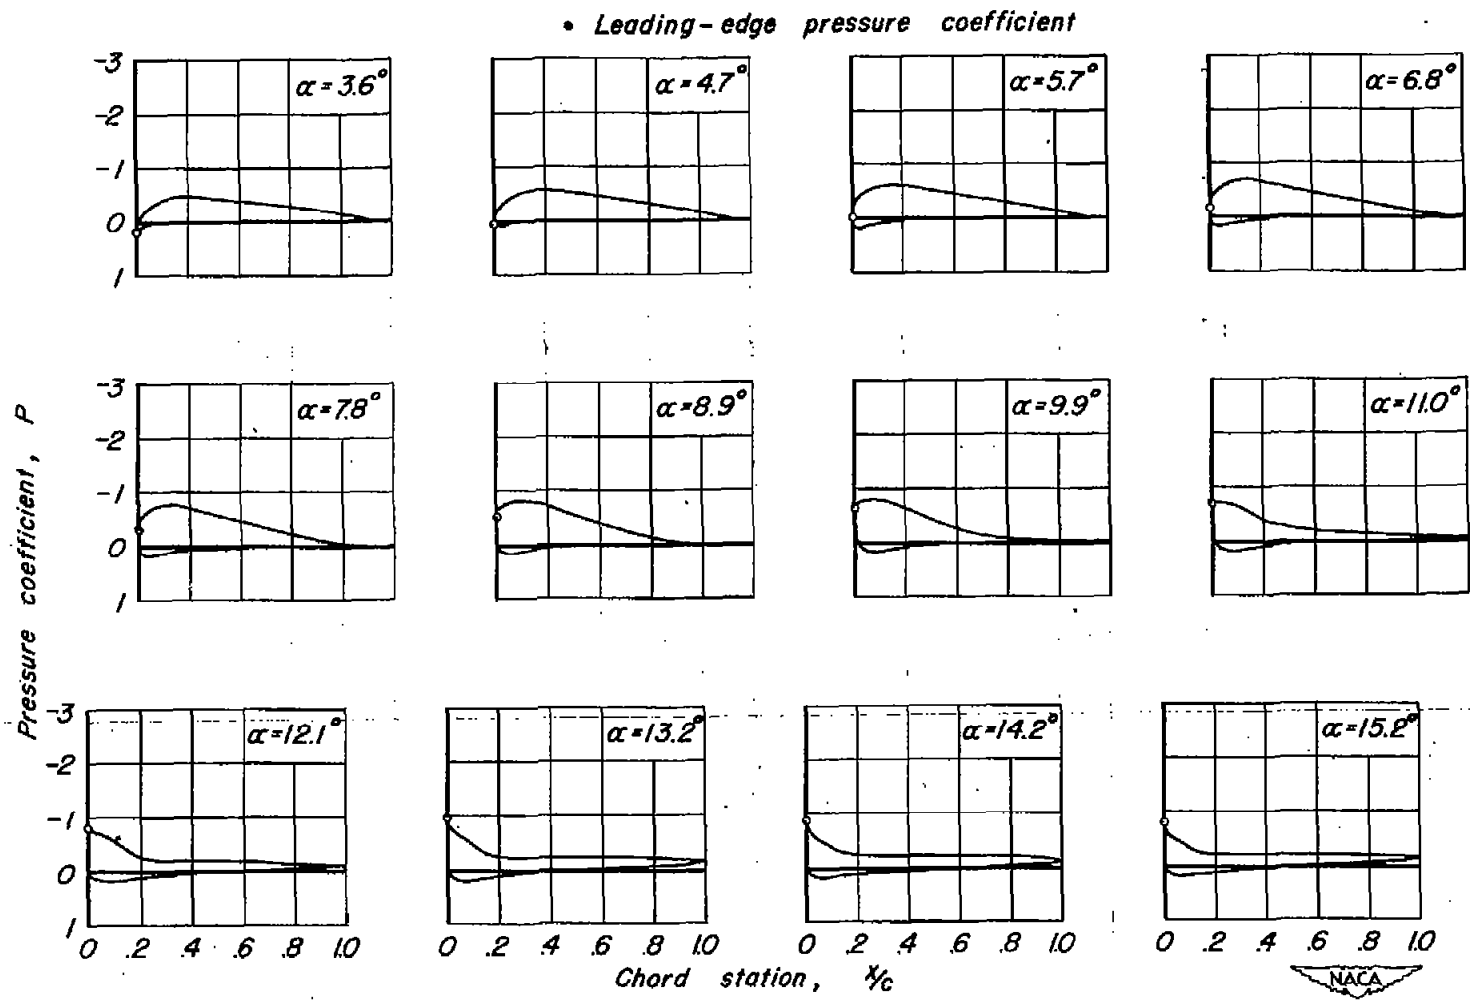 • Leading-edge pressure coefficient
-3 α=3.6° α=4.7° α=5.7° α=6.8°
-2
-1
0
1
-3 α=7.8° α=8.9° α=9.9° α=11.0°
-2
-1
0
1
Pressure coefficient, P
-3 α=12.1° α=13.2° α=14.2° α=15.2°
-2
-1
0
1
0 .2 .4 .6 .8 1.0 0 .2 .4 .6 .8 1.0 0 .2 .4 .6 .8 1.0 0 .2 .4 .6 .8 1.0
Chord station, x/c
NACA